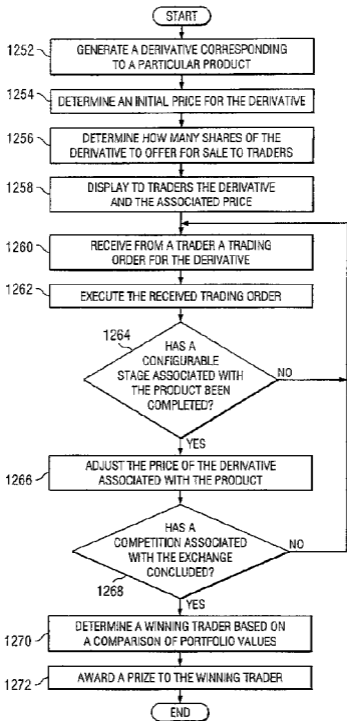 START
1252
GENERATE A DERIVATIVE CORRESPONDING
TO A PARTICULAR PRODUCT
1254
DETERMINE AN INITIAL PRICE FOR THE DERIVATIVE
1256
DETERMINE HOW MANY SHARES OF THE
DERIVATIVE TO OFFER FOR SALE TO TRADERS
1258
DISPLAY TO TRADERS THE DERIVATIVE
AND THE ASSOCIATED PRICE
1260
RECEIVE FROM A TRADER A TRADING
ORDER FOR THE DERIVATIVE
1262
EXECUTE THE RECEIVED TRADING ORDER
1264
HAS A
CONFIGURABLE
STAGE ASSOCIATED WITH
THE PRODUCT BEEN
COMPLETED?
NO
YES
1266
ADJUST THE PRICE OF THE DERIVATIVE
ASSOCIATED WITH THE PRODUCT
HAS A
COMPETITION ASSOCIATED
WITH THE EXCHANGE
CONCLUDED?
NO
1268
YES
1270
DETERMINE A WINNING TRADER BASED ON
A COMPARISON OF PORTFOLIO VALUES
1272
AWARD A PRIZE TO THE WINNING TRADER
END